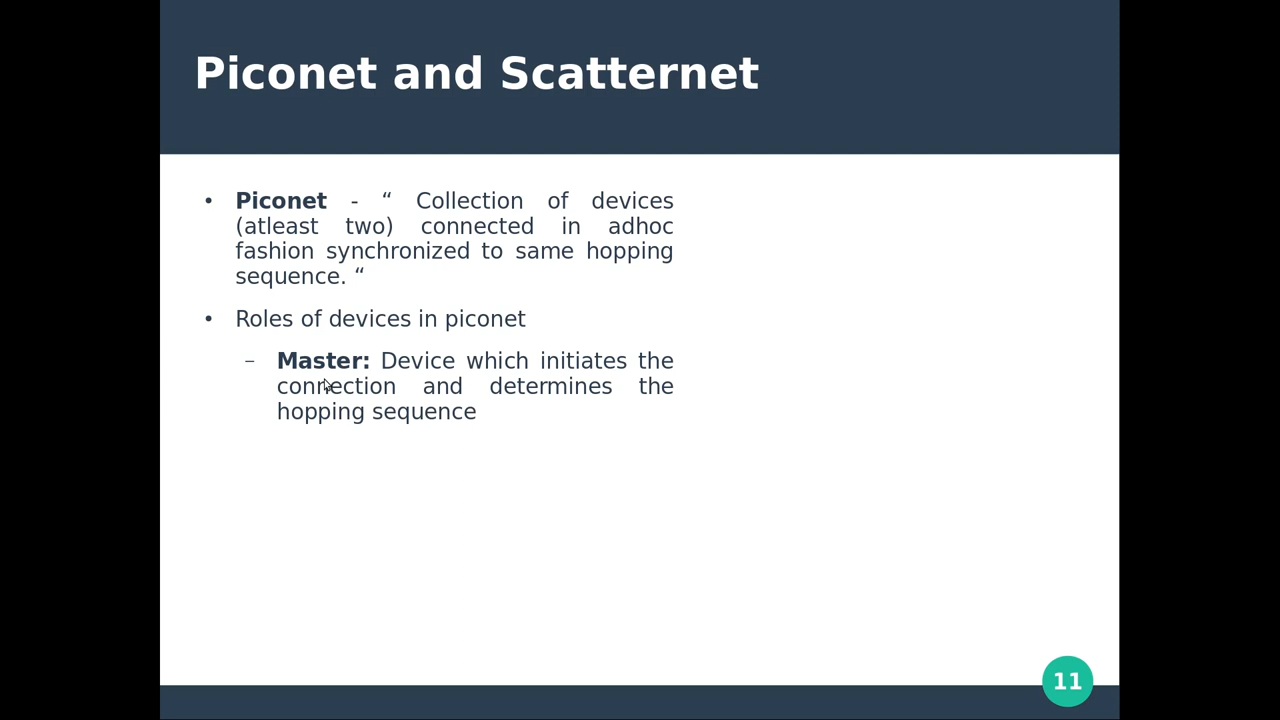 Piconet and Scatternet
• Piconet - “ Collection of devices
(atleast two) connected in adhoc
fashion synchronized to same hopping
sequence. “
• Roles of devices in piconet
– Master: Device which initiates the
connection and determines the
hopping sequence
11